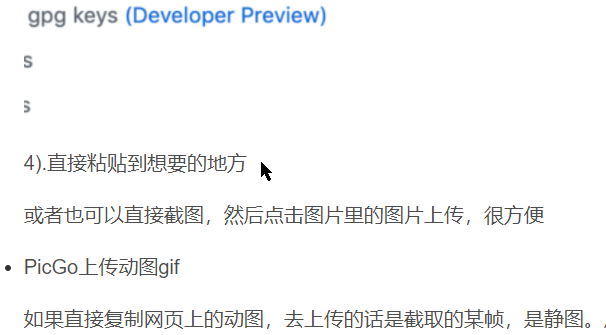 gpg keys (Developer Preview)
s
s
4).直接粘贴到想要的地方
或者也可以直接截图，然后点击图片里的图片上传，很方便
PicGo上传动图gif
如果直接复制网页上的动图，去上传的话是截取的某帧，是静图。